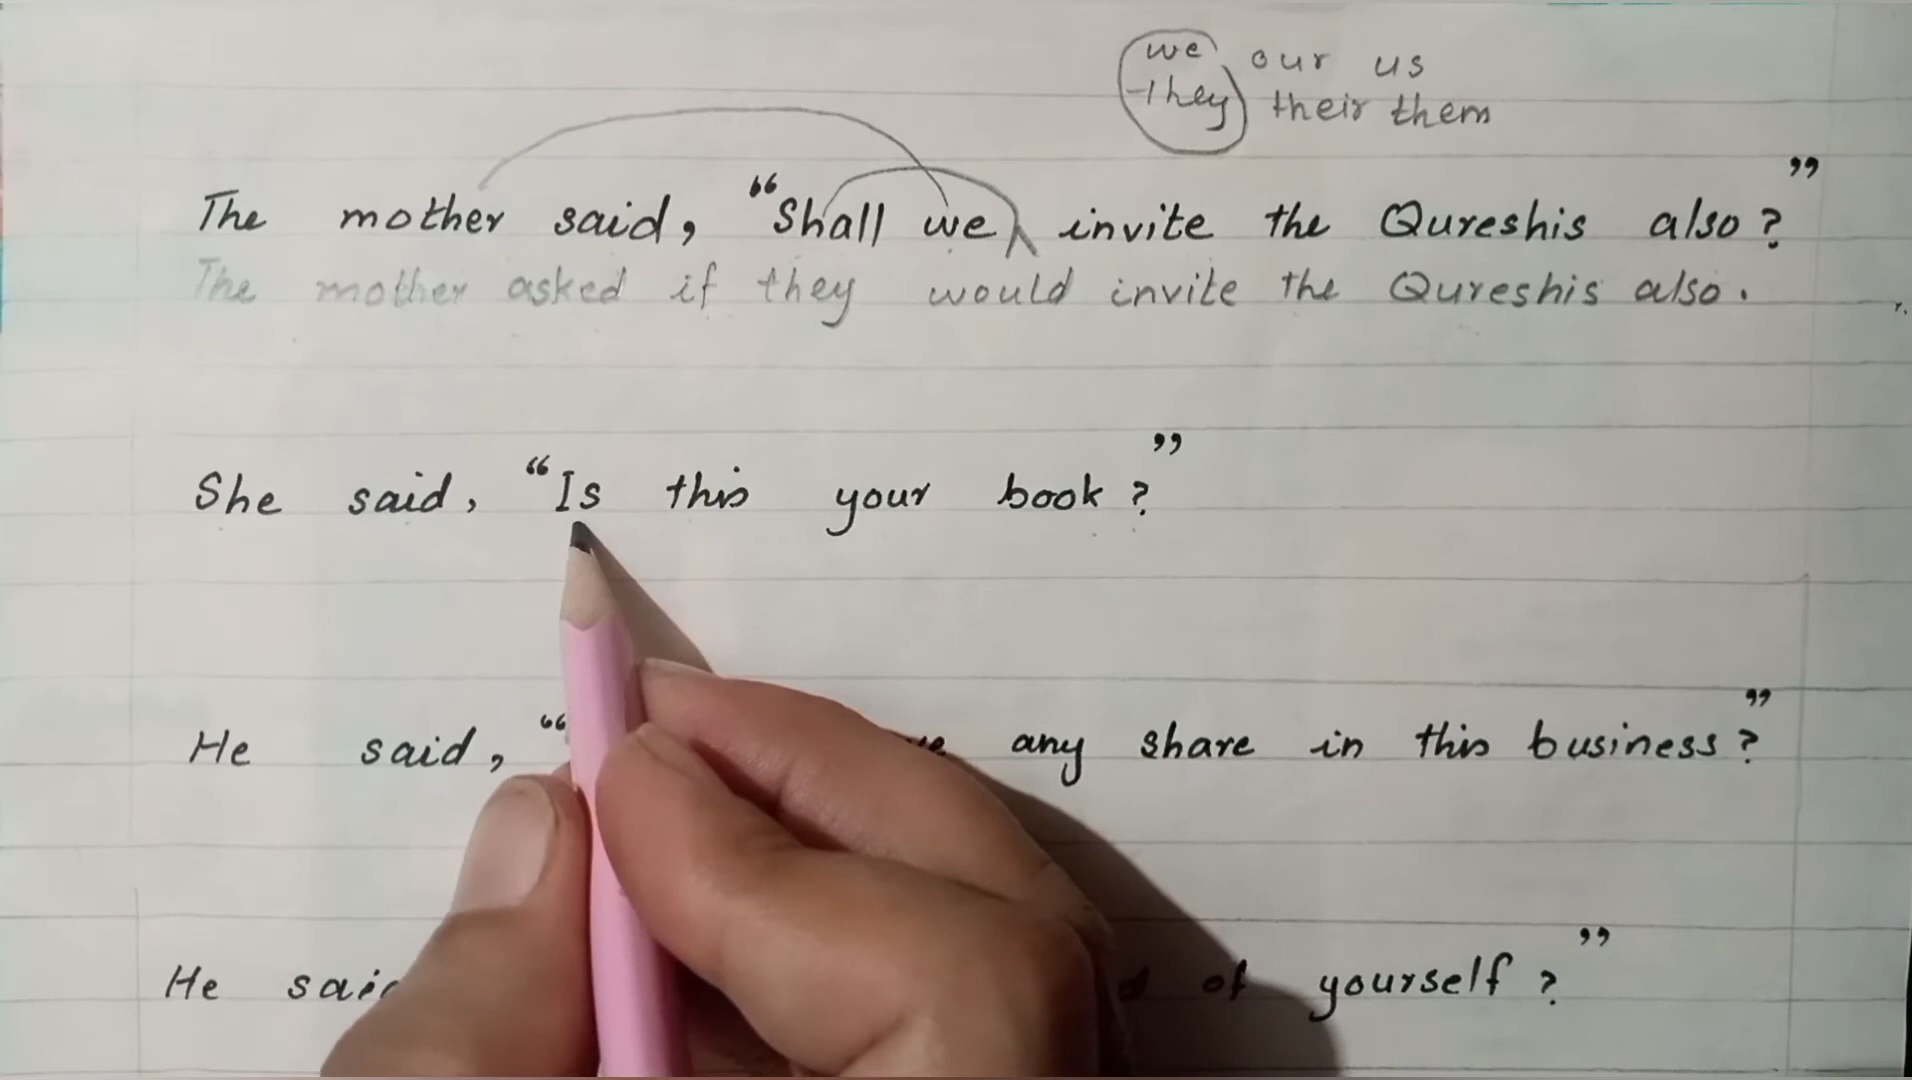 we our us
they their them
The mother said, “Shall we invite the Qureshis also?”
The mother asked if they would invite the Qureshis also.
She said, “Is this your book?”
He said, “ any share in this business?”
He said of yourself?”